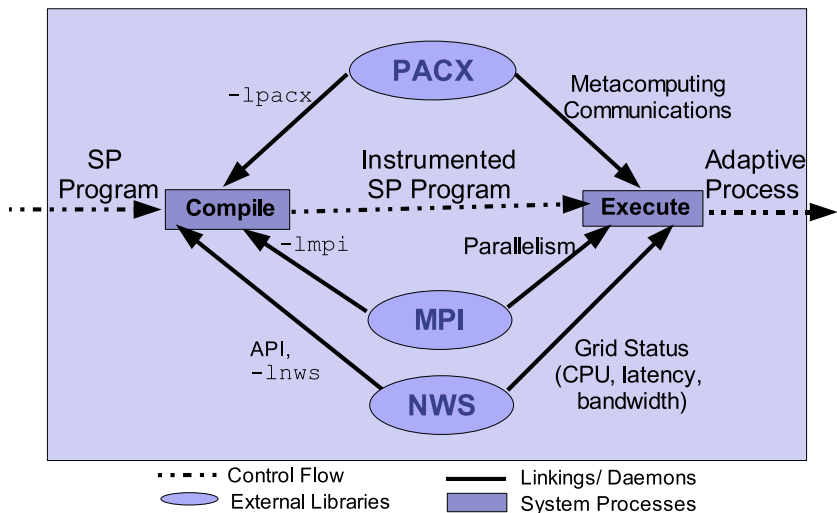 PACX
-lpacx
Metacomputing
Communications
SP
Program
Instrumented
SP Program
Adaptive
Process
Compile
Execute
-lmpi
Parallelism
MPI
API,
-lnws
Grid Status
(CPU, latency,
bandwidth)
NWS
Control Flow
Linkings/ Daemons
External Libraries
System Processes